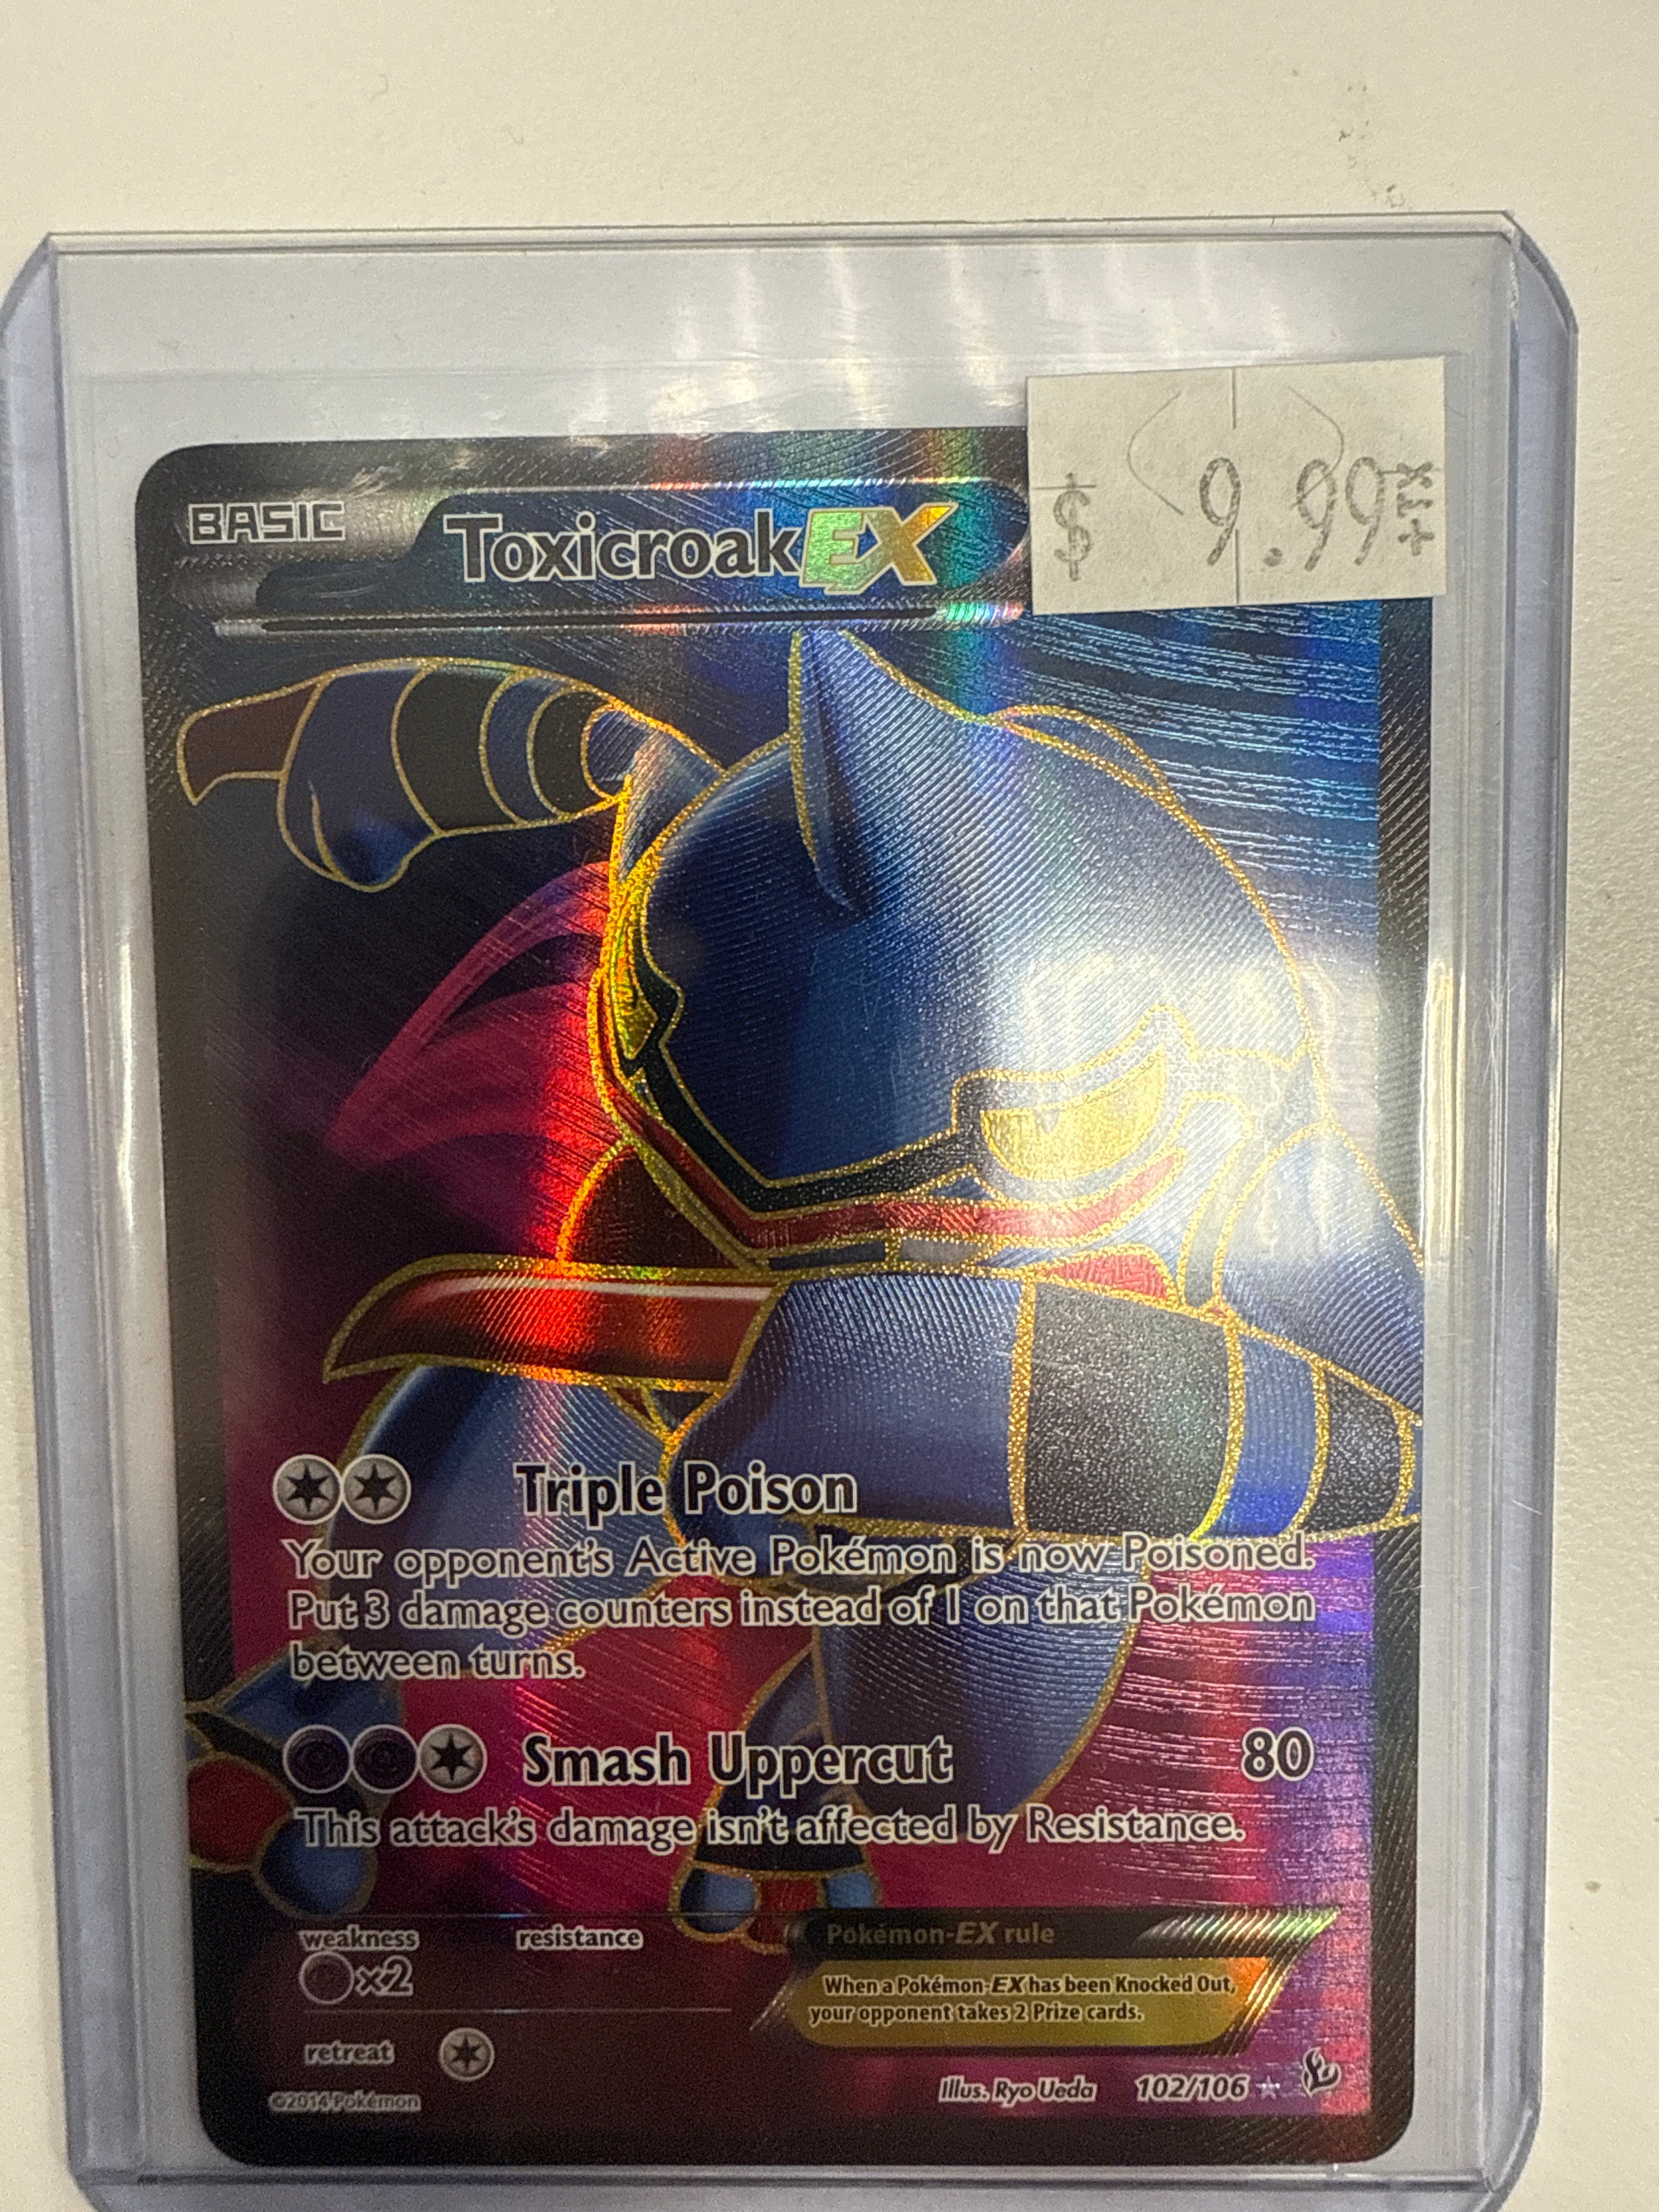 $ 9.99+TX
BASIC ToxicroakEX
Triple Poison
Your opponent's Active Pokémon is now Poisoned.
Put 3 damage counters instead of 1 on that Pokémon
between turns.
Smash Uppercut 80
This attack's damage isn't affected by Resistance.
weakness resistance
×2
retreat
Pokémon-EX rule
When a Pokémon-EX has been Knocked Out,
your opponent takes 2 Prize cards.
©2014 Pokémon
Illus. Ryo Ueda 102/106